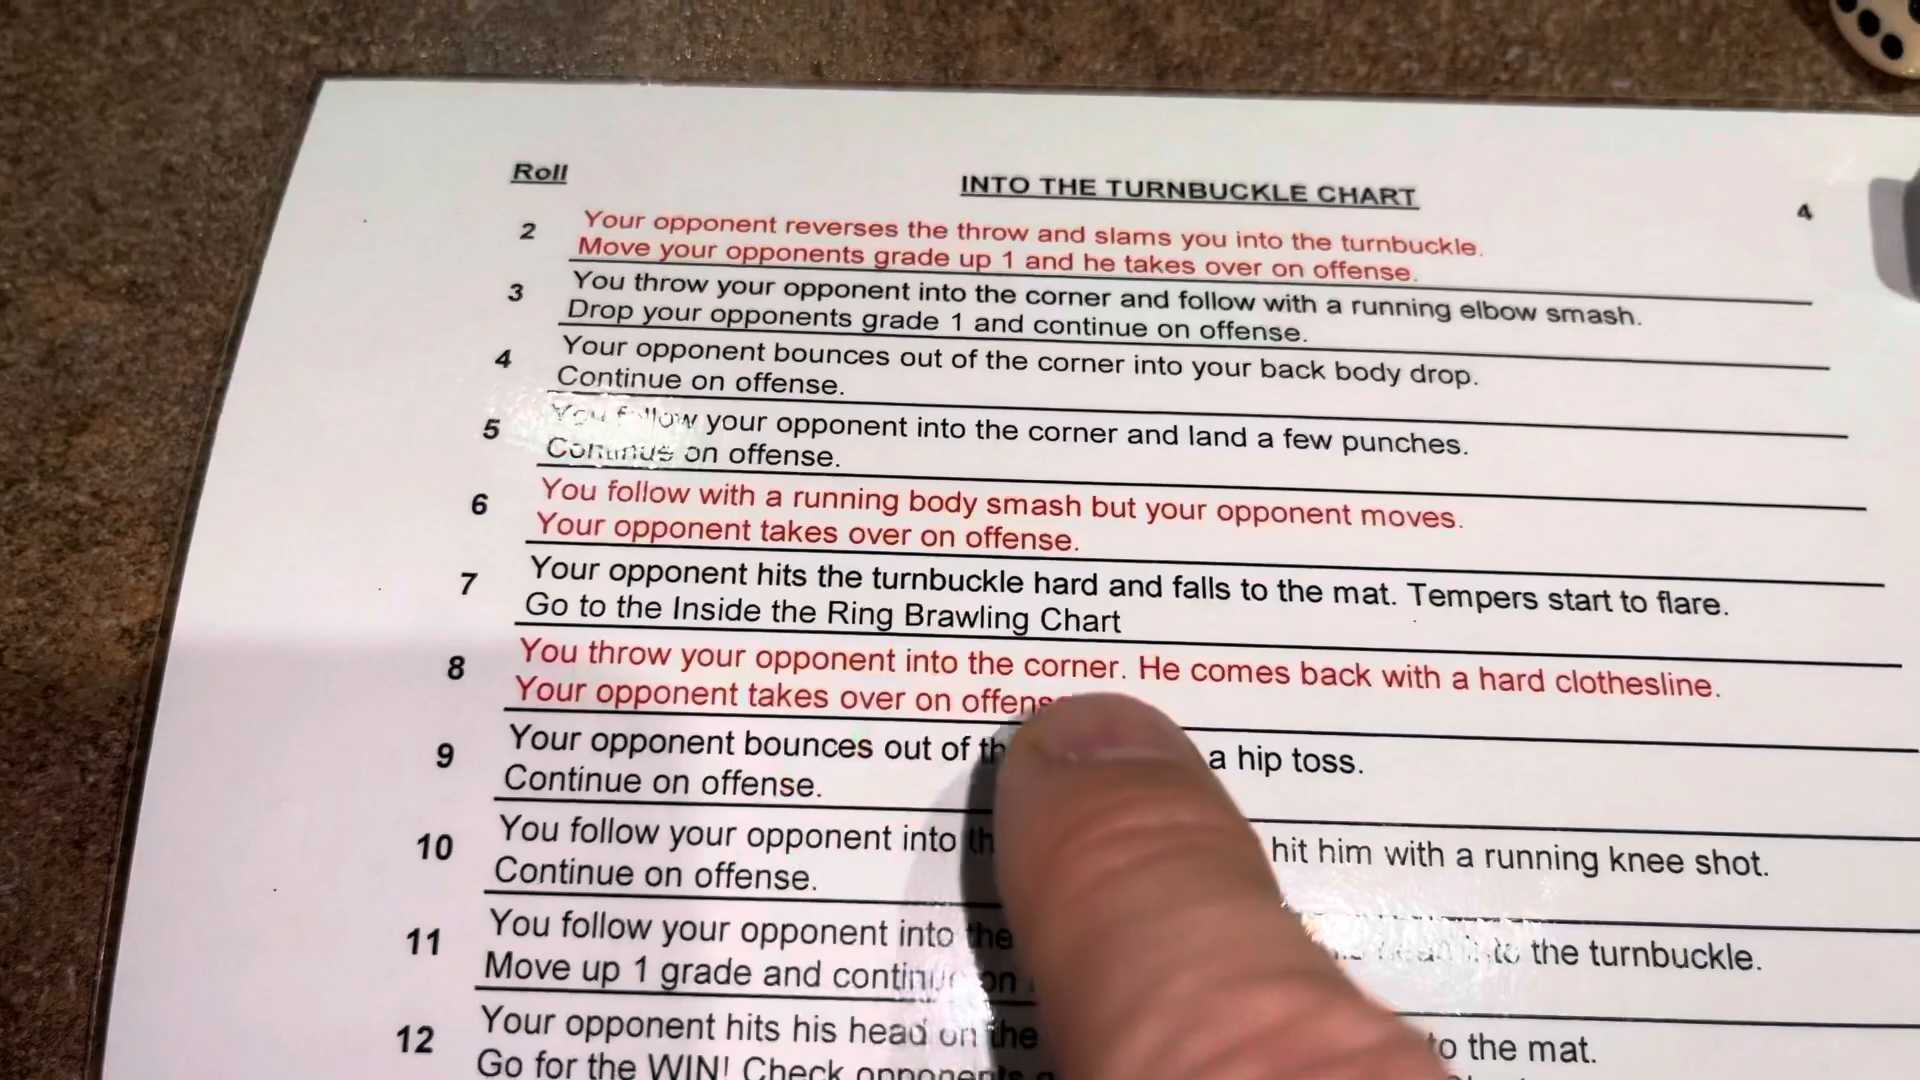 Roll
INTO THE TURNBUCKLE CHART
4
2
Your opponent reverses the throw and slams you into the turnbuckle.
Move your opponents grade up 1 and he takes over on offense.
3
You throw your opponent into the corner and follow with a running elbow smash.
Drop your opponents grade 1 and continue on offense.
4
Your opponent bounces out of the corner into your back body drop.
Continue on offense.
5
You follow your opponent into the corner and land a few punches.
Continue on offense.
6
You follow with a running body smash but your opponent moves.
Your opponent takes over on offense.
7
Your opponent hits the turnbuckle hard and falls to the mat. Tempers start to flare.
Go to the Inside the Ring Brawling Chart
8
You throw your opponent into the corner. He comes back with a hard clothesline.
Your opponent takes over on
9
Your opponent bounces out of a hip toss.
Continue on offense.
10
You follow your opponent into hit him with a running knee shot.
Continue on offense.
11
You follow your opponent into the the turnbuckle.
Move up 1 grade and continue on
12
Your opponent hits his head on the to the mat.
Go for the WIN! Check opponents